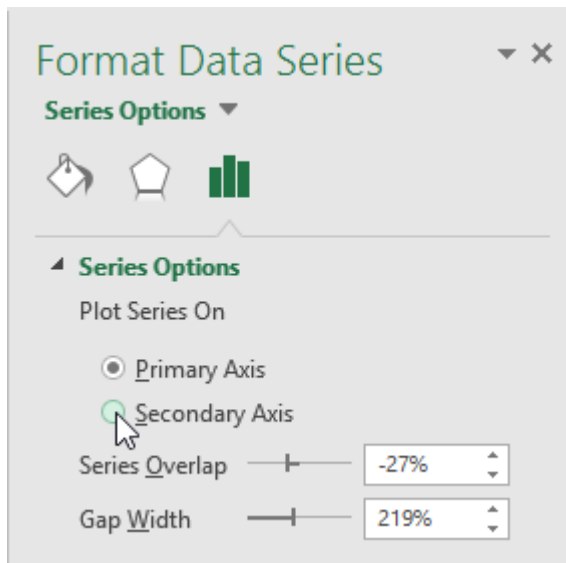 Format Data Series
Series Options
Series Options
Plot Series On
Primary Axis
Secondary Axis
Series Overlap -27%
Gap Width 219%